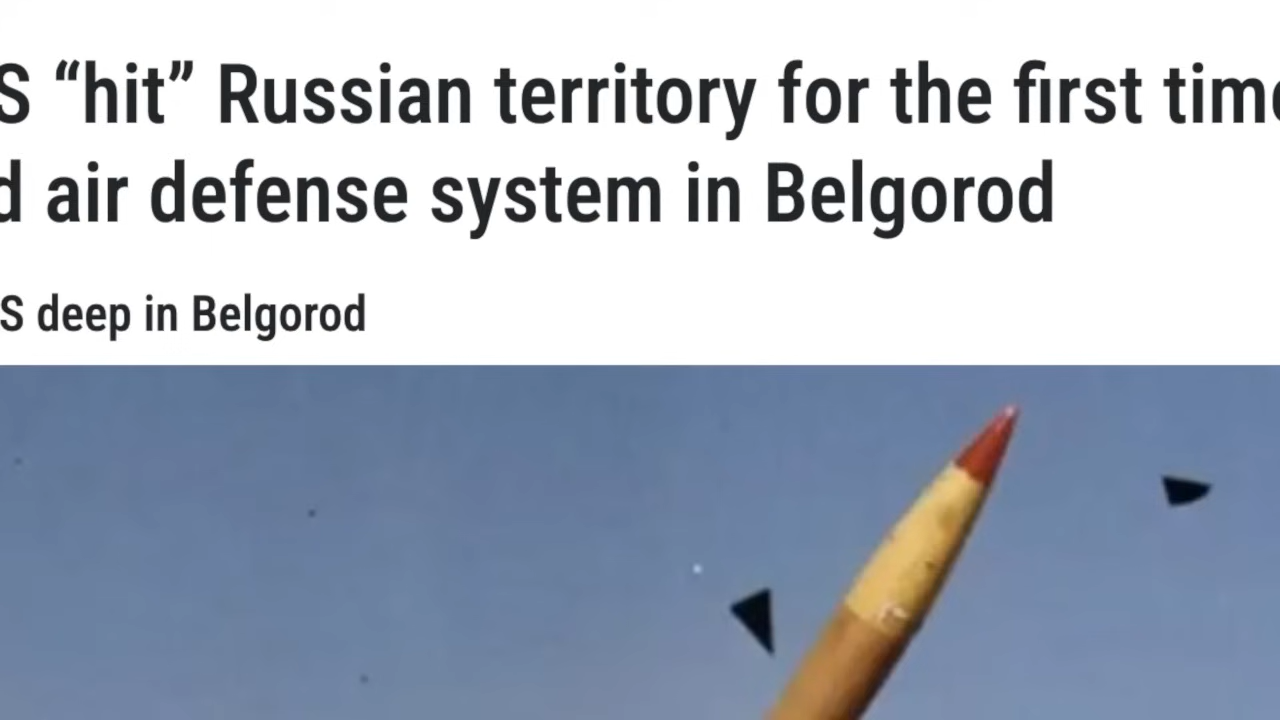 S “hit” Russian territory for the first time
d air defense system in Belgorod
S deep in Belgorod